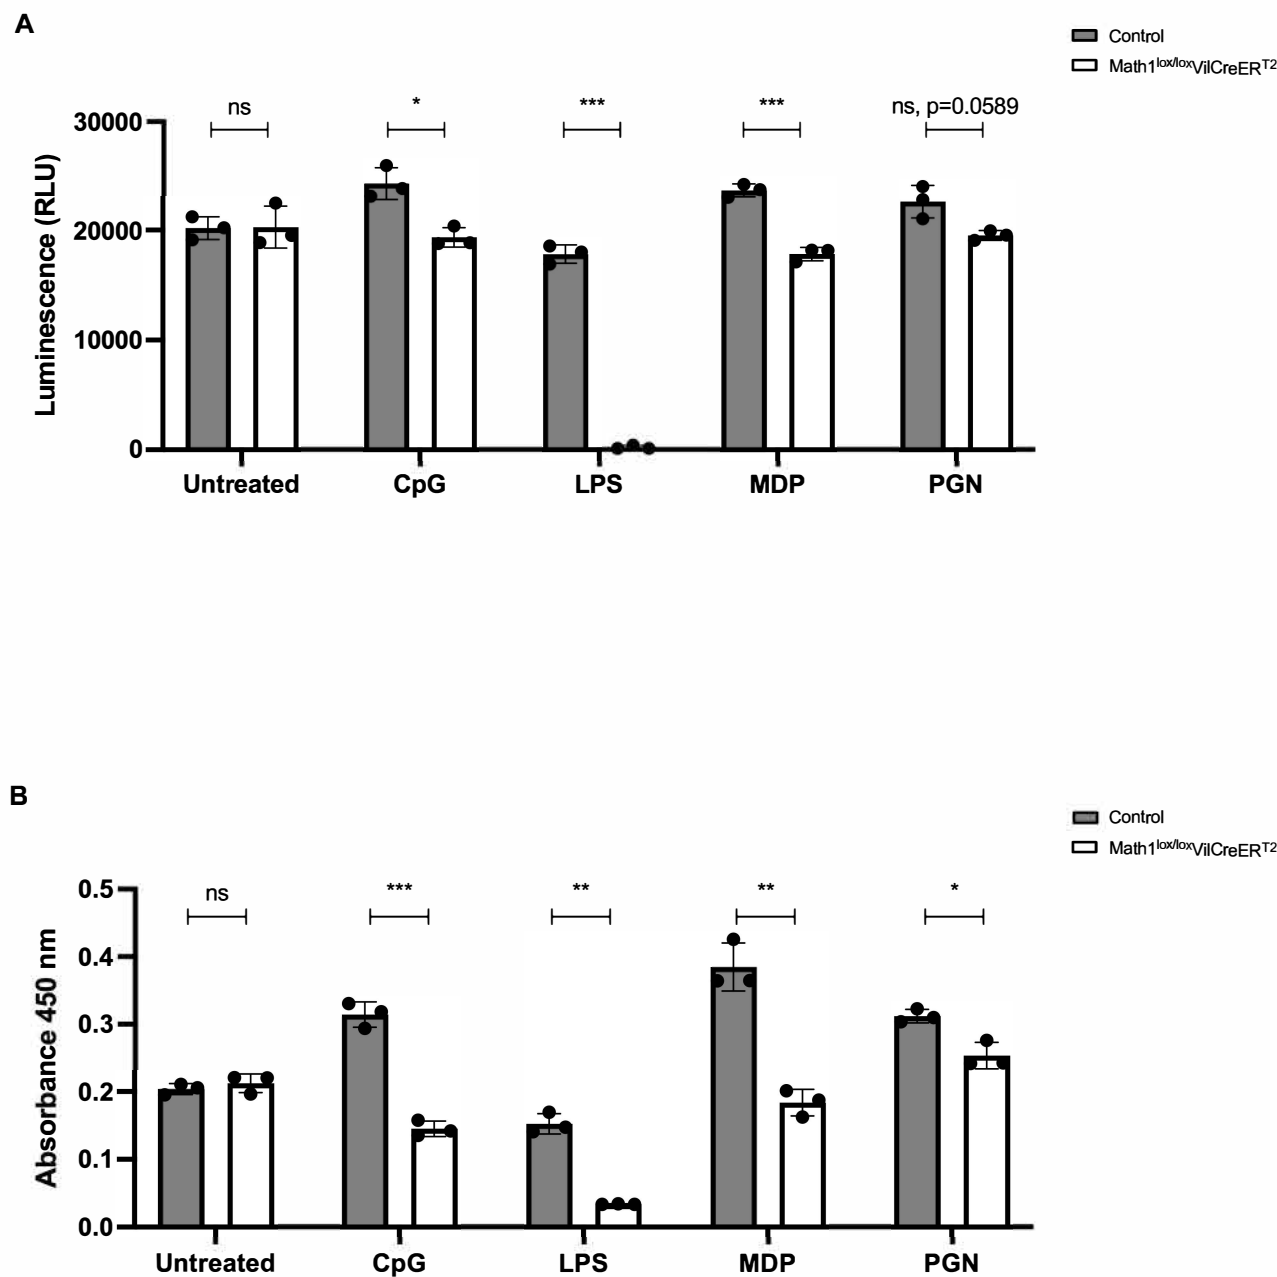 A
Control
Math1lox/loxVilCreERT2
ns
*
***
***
ns, p=0.0589
30000
20000
10000
0
Luminescence (RLU)
Untreated
CpG
LPS
MDP
PGN
B
Control
Math1lox/loxVilCreERT2
ns
***
**
**
*
0.5
0.4
0.3
0.2
0.1
0.0
Absorbance 450 nm
Untreated
CpG
LPS
MDP
PGN